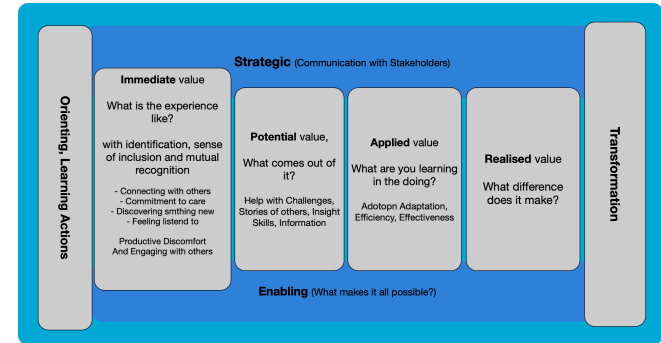 Strategic (Communication with Stakeholders)
Orienting, Learning Actions
Immediate value
What is the experience
like?
with identification, sense
of inclusion and mutual
recognition
- Connecting with others
- Commitment to care
- Discovering smthing new
- Feeling listend to
Productive Discomfort
And Engaging with others
Potential value,
What comes out of
it?
Help with Challenges,
Stories of others, Insight
Skills, Information
Applied value
What are you learning
in the doing?
Adotopn Adaptation,
Efficiency, Effectiveness
Realised value
What difference
does it make?
Transformation
Enabling (What makes it all possible?)